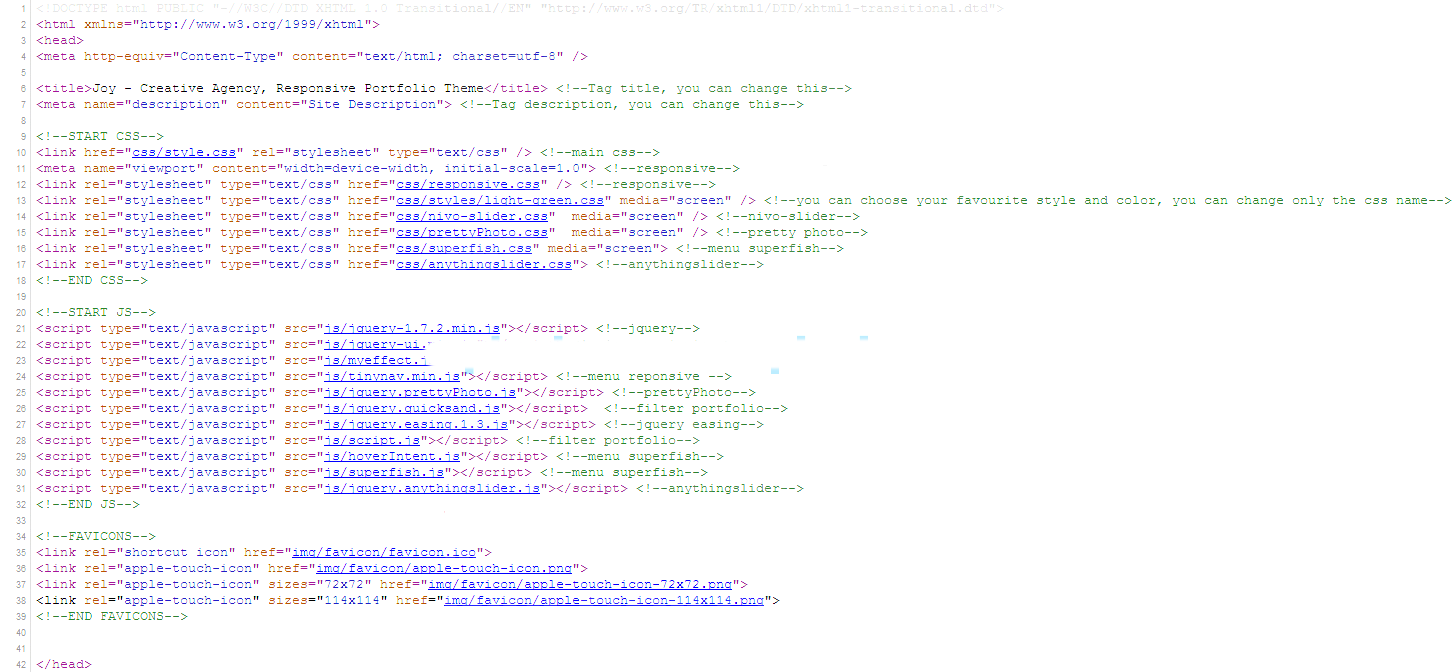 1 <!DOCTYPE html PUBLIC "-//W3C//DTD XHTML 1.0 Transitional//EN" "http://www.w3.org/TR/xhtml1/DTD/xhtml1-transitional.dtd">
2 <html xmlns="http://www.w3.org/1999/xhtml">
3 <head>
4 <meta http-equiv="Content-Type" content="text/html; charset=utf-8" />
5
6 <title>Joy - Creative Agency, Responsive Portfolio Theme</title> <!--Tag title, you can change this-->
7 <meta name="description" content="Site Description"> <!--Tag description, you can change this-->
8
9 <!--START CSS-->
10 <link href="css/style.css" rel="stylesheet" type="text/css" /> <!--main css-->
11 <meta name="viewport" content="width=device-width, initial-scale=1.0"> <!--responsive-->
12 <link rel="stylesheet" type="text/css" href="css/responsive.css" /> <!--responsive-->
13 <link rel="stylesheet" type="text/css" href="css/styles/light-green.css" media="screen" /> <!--you can choose your favourite style and color, you can change only the css name-->
14 <link rel="stylesheet" type="text/css" href="css/nivo-slider.css"  media="screen" /> <!--nivo-slider-->
15 <link rel="stylesheet" type="text/css" href="css/prettyPhoto.css"  media="screen" /> <!--pretty photo-->
16 <link rel="stylesheet" type="text/css" href="css/superfish.css" media="screen"> <!--menu superfish-->
17 <link rel="stylesheet" type="text/css" href="css/anythingslider.css"> <!--anythingslider-->
18 <!--END CSS-->
19
20 <!--START JS-->
21 <script type="text/javascript" src="js/jquery-1.7.2.min.js"></script> <!--jquery-->
22 <script type="text/javascript" src="js/jquery-ui.
23 <script type="text/javascript" src="js/myeffect.j
24 <script type="text/javascript" src="js/tinynav.min.js"></script> <!--menu reponsive -->
25 <script type="text/javascript" src="js/jquery.prettyPhoto.js"></script> <!--prettyPhoto-->
26 <script type="text/javascript" src="js/jquery.quicksand.js"></script>  <!--filter portfolio-->
27 <script type="text/javascript" src="js/jquery.easing.1.3.js"></script> <!--jquery easing-->
28 <script type="text/javascript" src="js/script.js"></script> <!--filter portfolio-->
29 <script type="text/javascript" src="js/hoverIntent.js"></script> <!--menu superfish-->
30 <script type="text/javascript" src="js/superfish.js"></script> <!--menu superfish-->
31 <script type="text/javascript" src="js/jquery.anythingslider.js"></script> <!--anythingslider-->
32 <!--END JS-->
33
34 <!--FAVICONS-->
35 <link rel="shortcut icon" href="img/favicon/favicon.ico">
36 <link rel="apple-touch-icon" href="img/favicon/apple-touch-icon.png">
37 <link rel="apple-touch-icon" sizes="72x72" href="img/favicon/apple-touch-icon-72x72.png">
38 <link rel="apple-touch-icon" sizes="114x114" href="img/favicon/apple-touch-icon-114x114.png">
39 <!--END FAVICONS-->
40
41
42 </head>